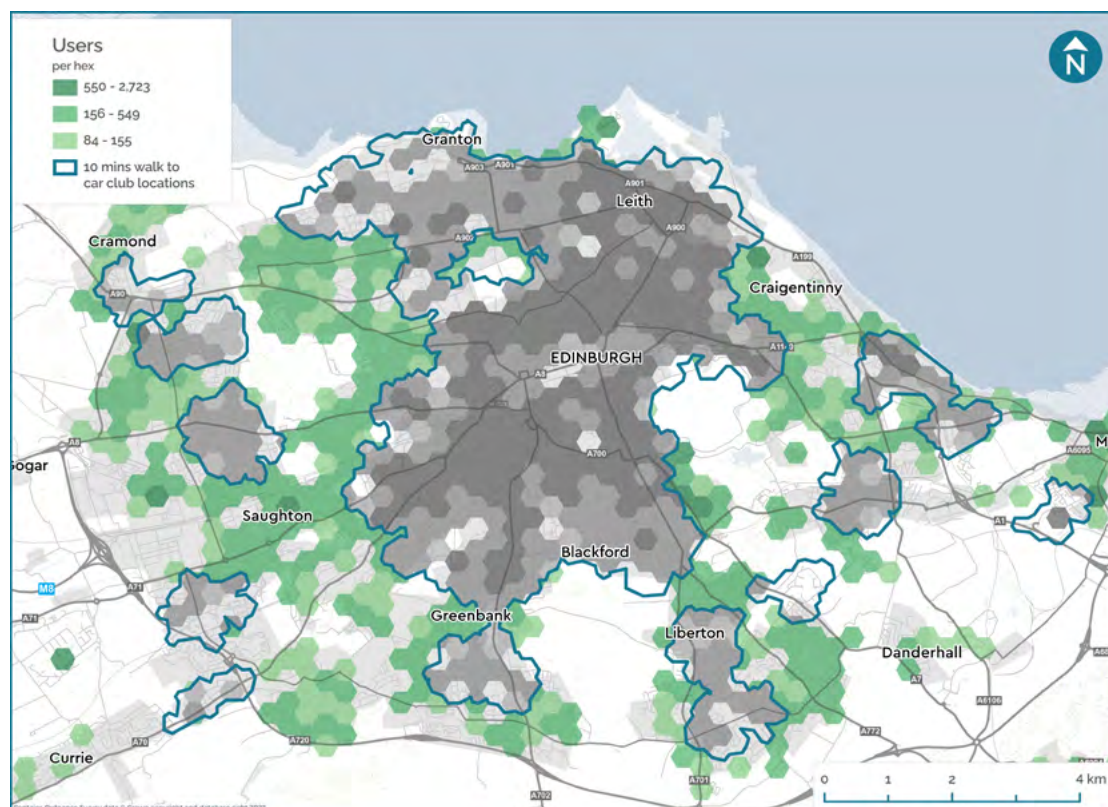 Users
per hex
550 - 2,723
156 - 549
84 - 155
10 mins walk to
car club locations
N
Granton
A903
A901
A901
Leith
A900
Cramond
A90
A199
Craigentinny
EDINBURGH
A8
A8
A700
Saughton
A6095
A1
M8
A71
A71
Blackford
Greenbank
Liberton
Danderhall
A7
A6106
A772
A720
A70
Currie
A701
A702
0 1 2 4 km